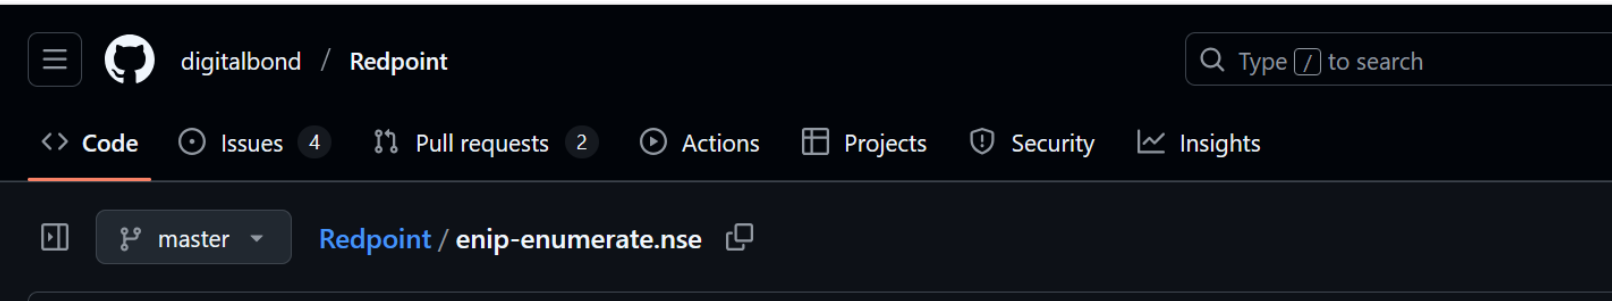 digitalbond / Redpoint
Type / to search
Code Issues 4 Pull requests 2 Actions Projects Security Insights
master Redpoint / enip-enumerate.nse